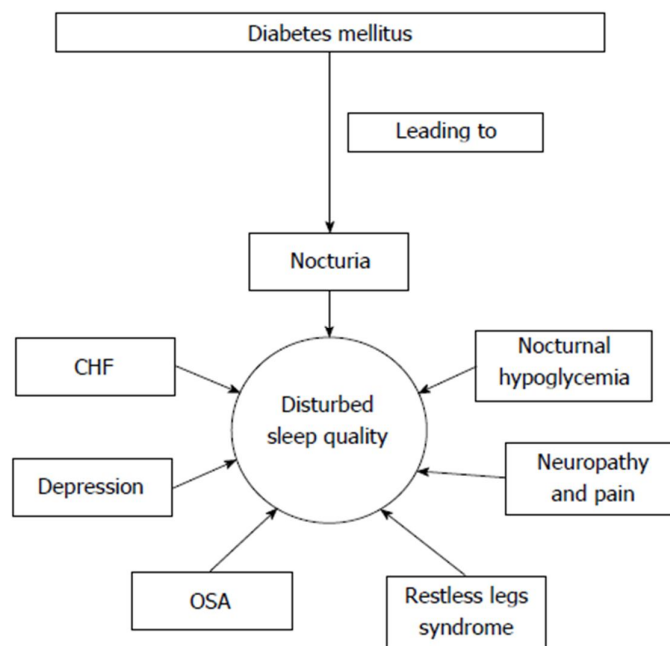 Diabetes mellitus
Leading to
Nocturia
CHF
Nocturnal
hypoglycemia
Disturbed
sleep quality
Depression
Neuropathy
and pain
OSA
Restless legs
syndrome